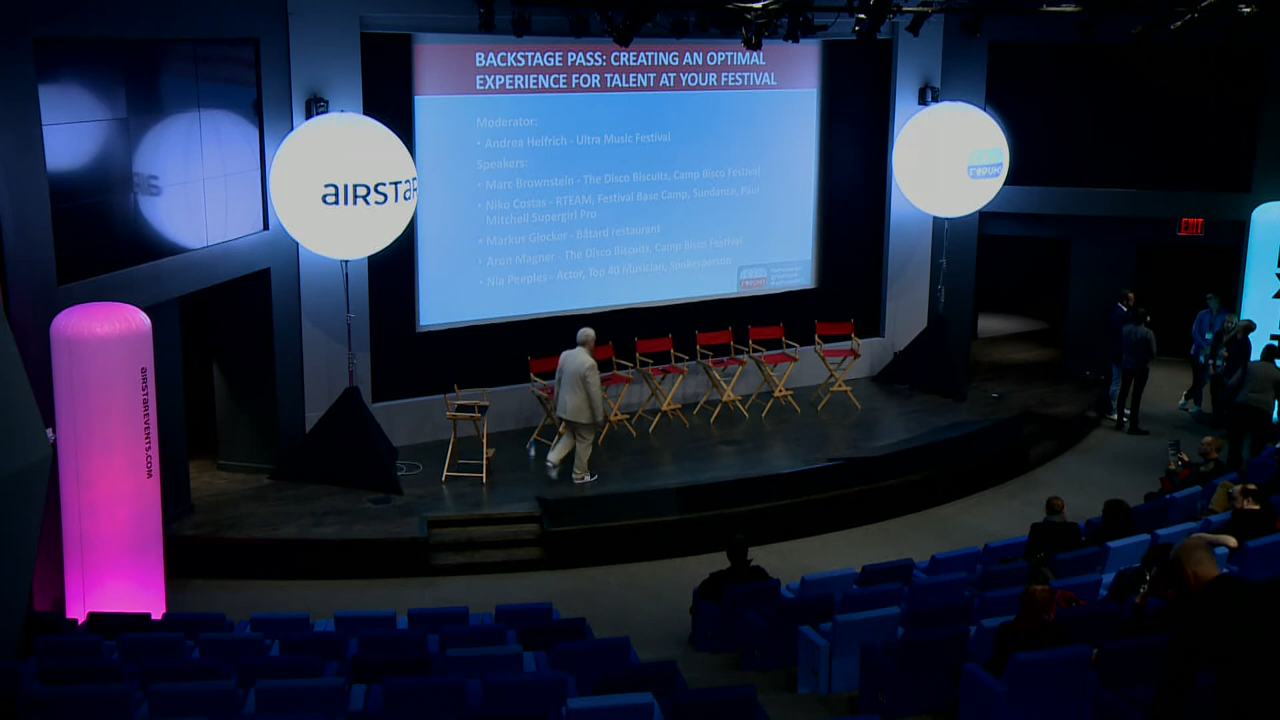 BACKSTAGE PASS: CREATING AN OPTIMAL
EXPERIENCE FOR TALENT AT YOUR FESTIVAL
Moderator:
• Andrea Helfrich - Ultra Music Festival
Speakers:
• Marc Brownstein - The Disco Biscuits, Camp Bisco Festival
• Niko Costas - RTEAM, Festival Base Camp, Sundance, Paul
Mitchell Supergirl Pro
• Markus Glocker - Bâtard restaurant
• Aron Magner - The Disco Biscuits, Camp Bisco Festival
• Nia Peeples - Actor, Top 40 Musician, Spokesperson
AIRSTAR
FORUM
EXIT
AIRSTAREVENTS.COM